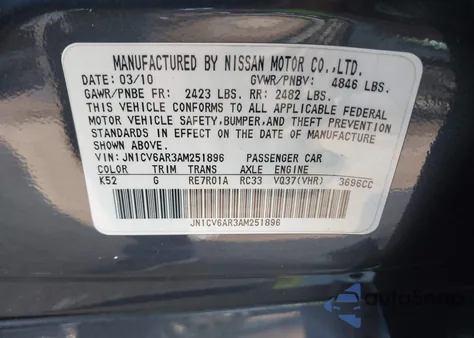 MANUFACTURED BY NISSAN MOTOR CO.,LTD.
DATE: 03/10 GVWR/PNBV: 4846 LBS.
GAWR/PNBE FR: 2423 LBS. RR: 2482 LBS.
THIS VEHICLE CONFORMS TO ALL APPLICABLE FEDERAL
MOTOR VEHICLE SAFETY,BUMPER,AND THEFT PREVENTION
STANDARDS IN EFFECT ON THE DATE OF MANUFACTURE
SHOWN ABOVE.
VIN: JN1CV6AR3AM251896 PASSENGER CAR
COLOR TRIM TRANS AXLE ENGINE
K52 G RE7R01A RC33 VQ37(VHR) 3696CC
JN1CV6AR3AM251896